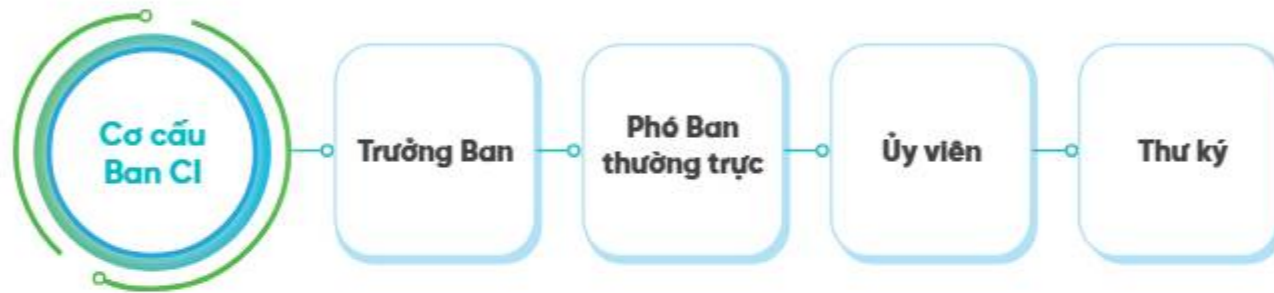 Cơ cấu
Ban CI
Trưởng Ban
Phó Ban
thường trực
Ủy viên
Thư ký